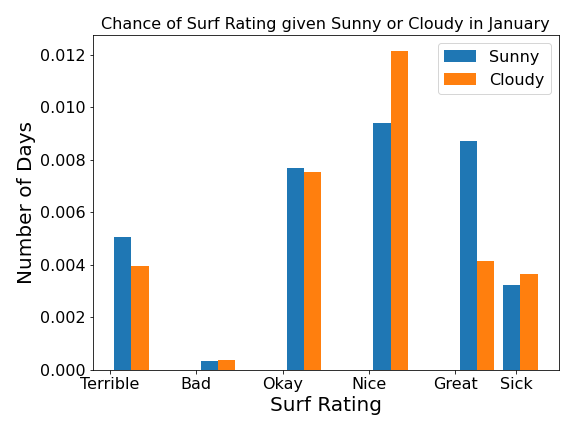 Chance of Surf Rating given Sunny or Cloudy in January
Sunny
Cloudy
Number of Days
0.012
0.010
0.008
0.006
0.004
0.002
0.000
Terrible Bad Okay Nice Great Sick
Surf Rating